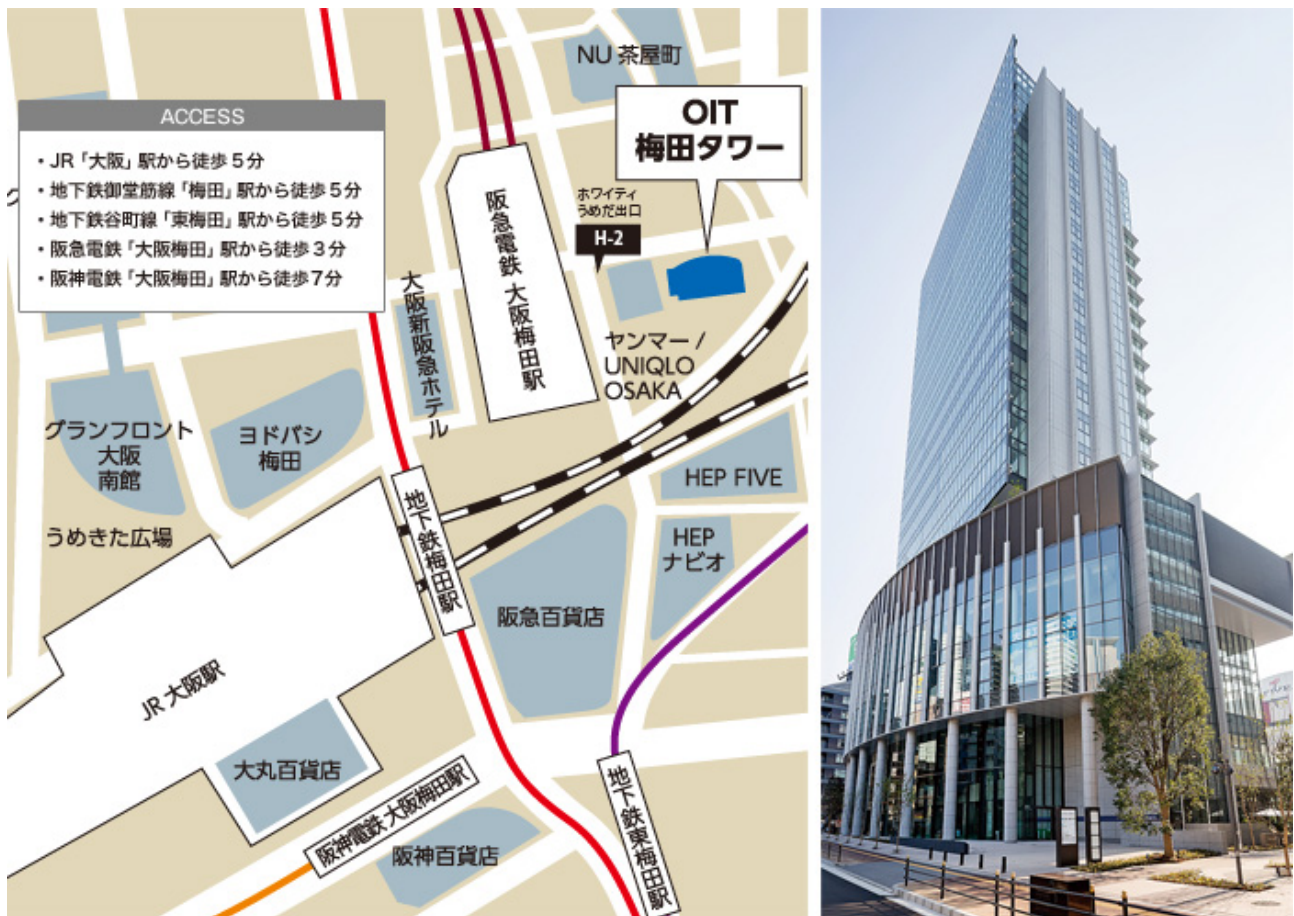 NU 茶屋町
ACCESS
・JR「大阪」駅から徒歩５分
・地下鉄御堂筋線「梅田」駅から徒歩５分
・地下鉄谷町線「東梅田」駅から徒歩５分
・阪急電鉄「大阪梅田」駅から徒歩３分
・阪神電鉄「大阪梅田」駅から徒歩７分
OIT
梅田タワー
ホワイティ
うめだ出口
H-2
阪急電鉄 大阪梅田駅
大阪新阪急ホテル
ヤンマー /
UNIQLO
OSAKA
グランフロント
大阪
南館
ヨドバシ
梅田
うめきた広場
地下鉄梅田駅
HEP FIVE
HEP
ナビオ
阪急百貨店
JR 大阪駅
大丸百貨店
阪神電鉄 大阪梅田駅
阪神百貨店
地下鉄東梅田駅